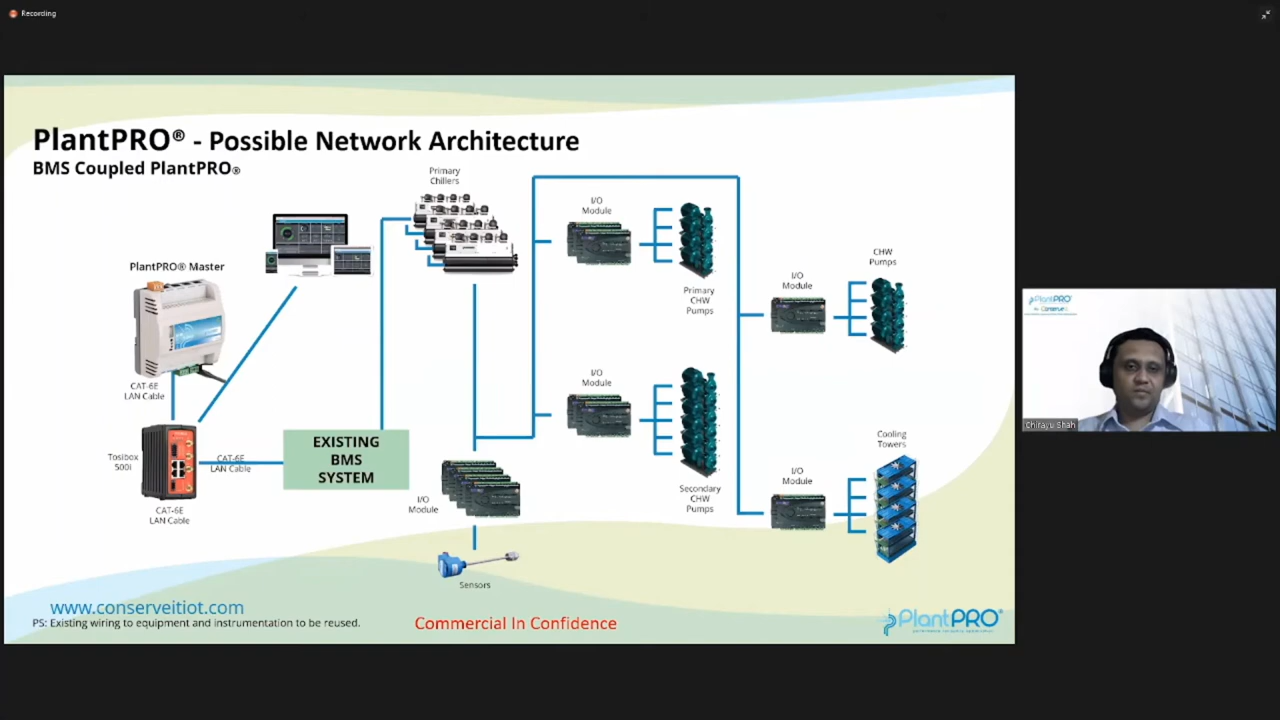 Recording
PlantPRO® - Possible Network Architecture
BMS Coupled PlantPRO®
Primary
Chillers
I/O
Module
PlantPRO® Master
Primary
CHW
Pumps
CHW
Pumps
I/O
Module
CAT-6E
LAN Cable
I/O
Module
EXISTING
BMS
SYSTEM
Tosibox
500i
CAT-6E
LAN Cable
CAT-6E
LAN Cable
I/O
Module
Secondary
CHW
Pumps
I/O
Module
Cooling
Towers
Sensors
www.conserveitiot.com
PS: Existing wiring to equipment and instrumentation to be reused.
Commercial In Confidence
PlantPRO®
PlantPRO
Chirayu Shah